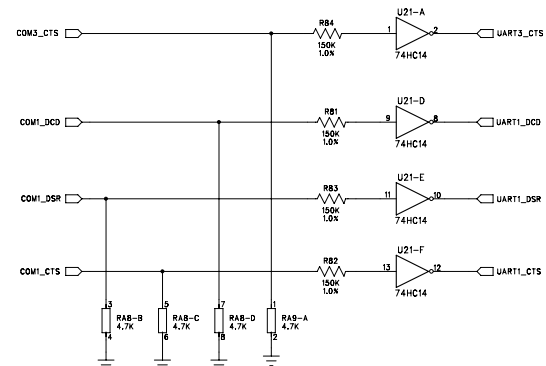 U21-A
R84
COM3_CTS
1
2
UART3_CTS
150K
1.0%
74HC14
U21-D
R81
COM1_DCD
9
8
UART1_DCD
150K
1.0%
74HC14
U21-E
R83
COM1_DSR
11
10
UART1_DSR
150K
1.0%
74HC14
U21-F
R82
COM1_CTS
13
12
UART1_CTS
150K
1.0%
74HC14
3
5
7
1
RA8-B
RA8-C
RA8-D
RA9-A
4.7K
4.7K
4.7K
4.7K
4
6
8
2